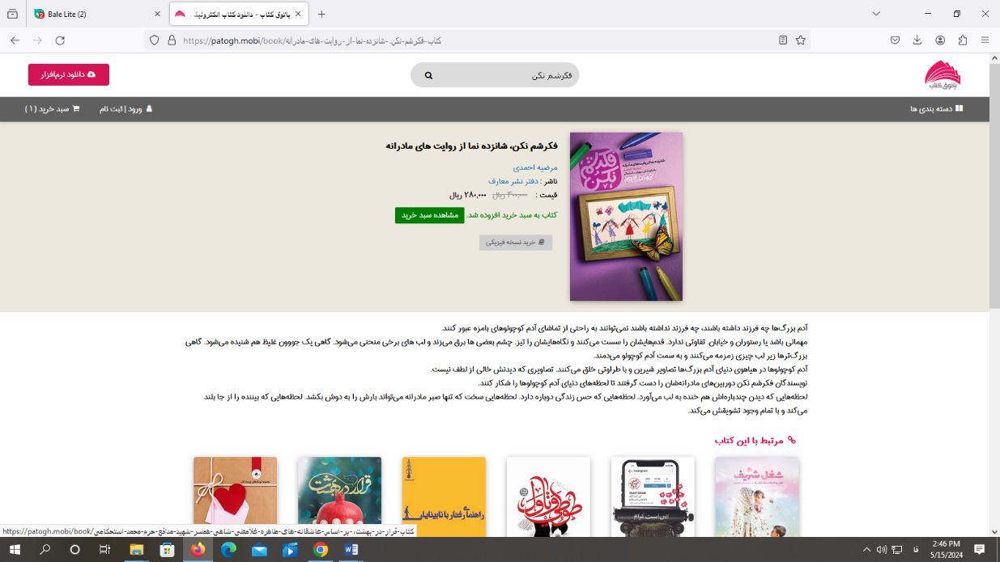 Bale Lite (2)
پاتوق کتاب - دانلود کتاب الکترونیک و
https://patogh.mobi/book/کتاب-فکرشم-نکن.-شانزده-نما-از-روایت-های-مادرانه
دانلود نرم‌افزار
فکرشم نکن
پاتوق کتاب
دسته بندی ها
ورود | ثبت نام
سبد خرید (۱)
فکرشم نکن، شانزده نما از روایت های مادرانه
مرضیه احمدی
ناشر : دفتر نشر معارف
قیمت : ۴۰۰,۰۰۰ ریال ۲۸۰,۰۰۰ ریال
کتاب به سبد خرید افزوده شد. مشاهده سبد خرید
خرید نسخه فیزیکی
شانزده نما از روایت‌های مادرانه
فکرشم نکن
آدم بزرگ‌ها چه فرزند داشته باشند، چه فرزند نداشته باشند نمی‌توانند به راحتی از تماشای آدم کوچولوهای بامزه عبور کنند.
مهمانی باشد یا رستوران و خیابان. تفاوتی ندارد. قدم‌هایشان را سست می‌کنند و نگاه‌هایشان را تیز. چشم بعضی ها برق می‌زند و لب های برخی منحنی می‌شود. گاهی یک جووون غلیظ هم شنیده می‌شود. گاهی
بزرگ‌ترها زیر لب چیزی زمزمه می‌کنند و به سمت آدم کوچولو می‌دمند.
آدم کوچولوها در هیاهوی دنیای آدم بزرگ‌ها تصاویر شیرین و با طراوتی خلق می‌کنند. تصاویری که دیدنش خالی از لطف نیست.
نویسندگان فکرشم نکن دوربین‌های مادرانه‌شان را دست گرفتند تا لحظه‌های دنیای آدم کوچولوها را شکار کنند.
لحظه‌هایی که دیدن چندباره‌اش هم خنده به لب می‌آورد. لحظه‌هایی که حس زندگی دوباره دارد. لحظه‌هایی سخت که تنها صبر مادرانه می‌تواند بارش را به دوش بکشد. لحظه‌هایی که بیننده را از جا بلند
می‌کند و با تمام وجود تشویقش می‌کند.
مرتبط با این کتاب
شغل شریف
این است گرام
قرار در بهشت
راهنمای رفتار با نابینایان
https://patogh.mobi/book/کتاب-قرار-در-بهشت،-بر-اساس-عاشقانه-های-طاهره-غلامعلی-شاهی-همسر-شهید-مدافع-حرم-محمد-استحکامی
فا
2:46 PM
5/15/2024